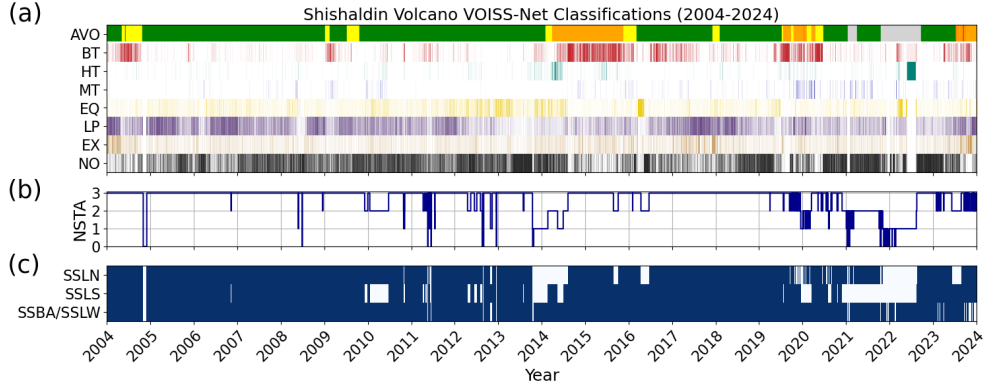 (a)
Shishaldin Volcano VOISS-Net Classifications (2004-2024)
AVO
BT
HT
MT
EQ
LP
EX
NO
(b)
NSTA
3
2
1
0
(c)
SSLN
SSLS
SSBA/SSLW
2004 2005 2006 2007 2008 2009 2010 2011 2012 2013 2014 2015 2016 2017 2018 2019 2020 2021 2022 2023 2024
Year